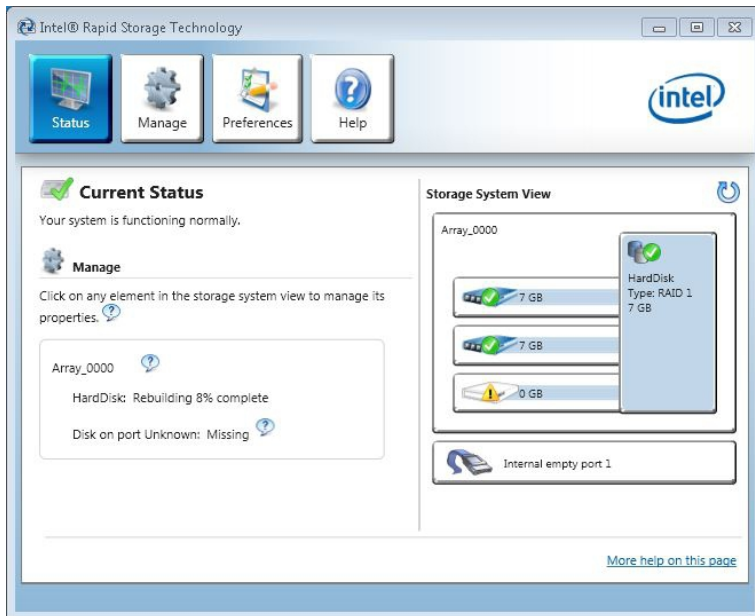 Intel® Rapid Storage Technology
Status
Manage
Preferences
Help
intel
Current Status
Your system is functioning normally.
Manage
Click on any element in the storage system view to manage its
properties.
Array_0000
HardDisk: Rebuilding 8% complete
Disk on port Unknown: Missing
Storage System View
Array_0000
7 GB
7 GB
0 GB
HardDisk
Type: RAID 1
7 GB
Internal empty port 1
More help on this page